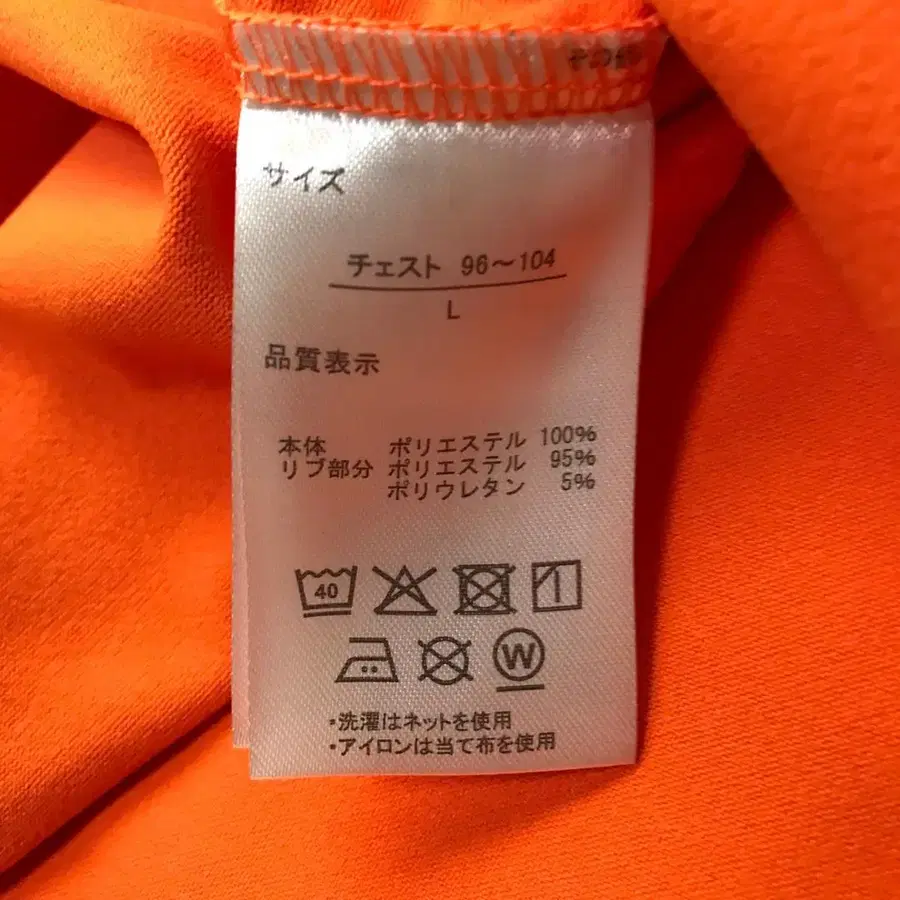 サイズ
チェスト 96～104
L
品質表示
本体 ポリエステル 100%
リブ部分 ポリエステル 95%
ポリウレタン 5%
40
W
・洗濯はネットを使用
・アイロンは当て布を使用